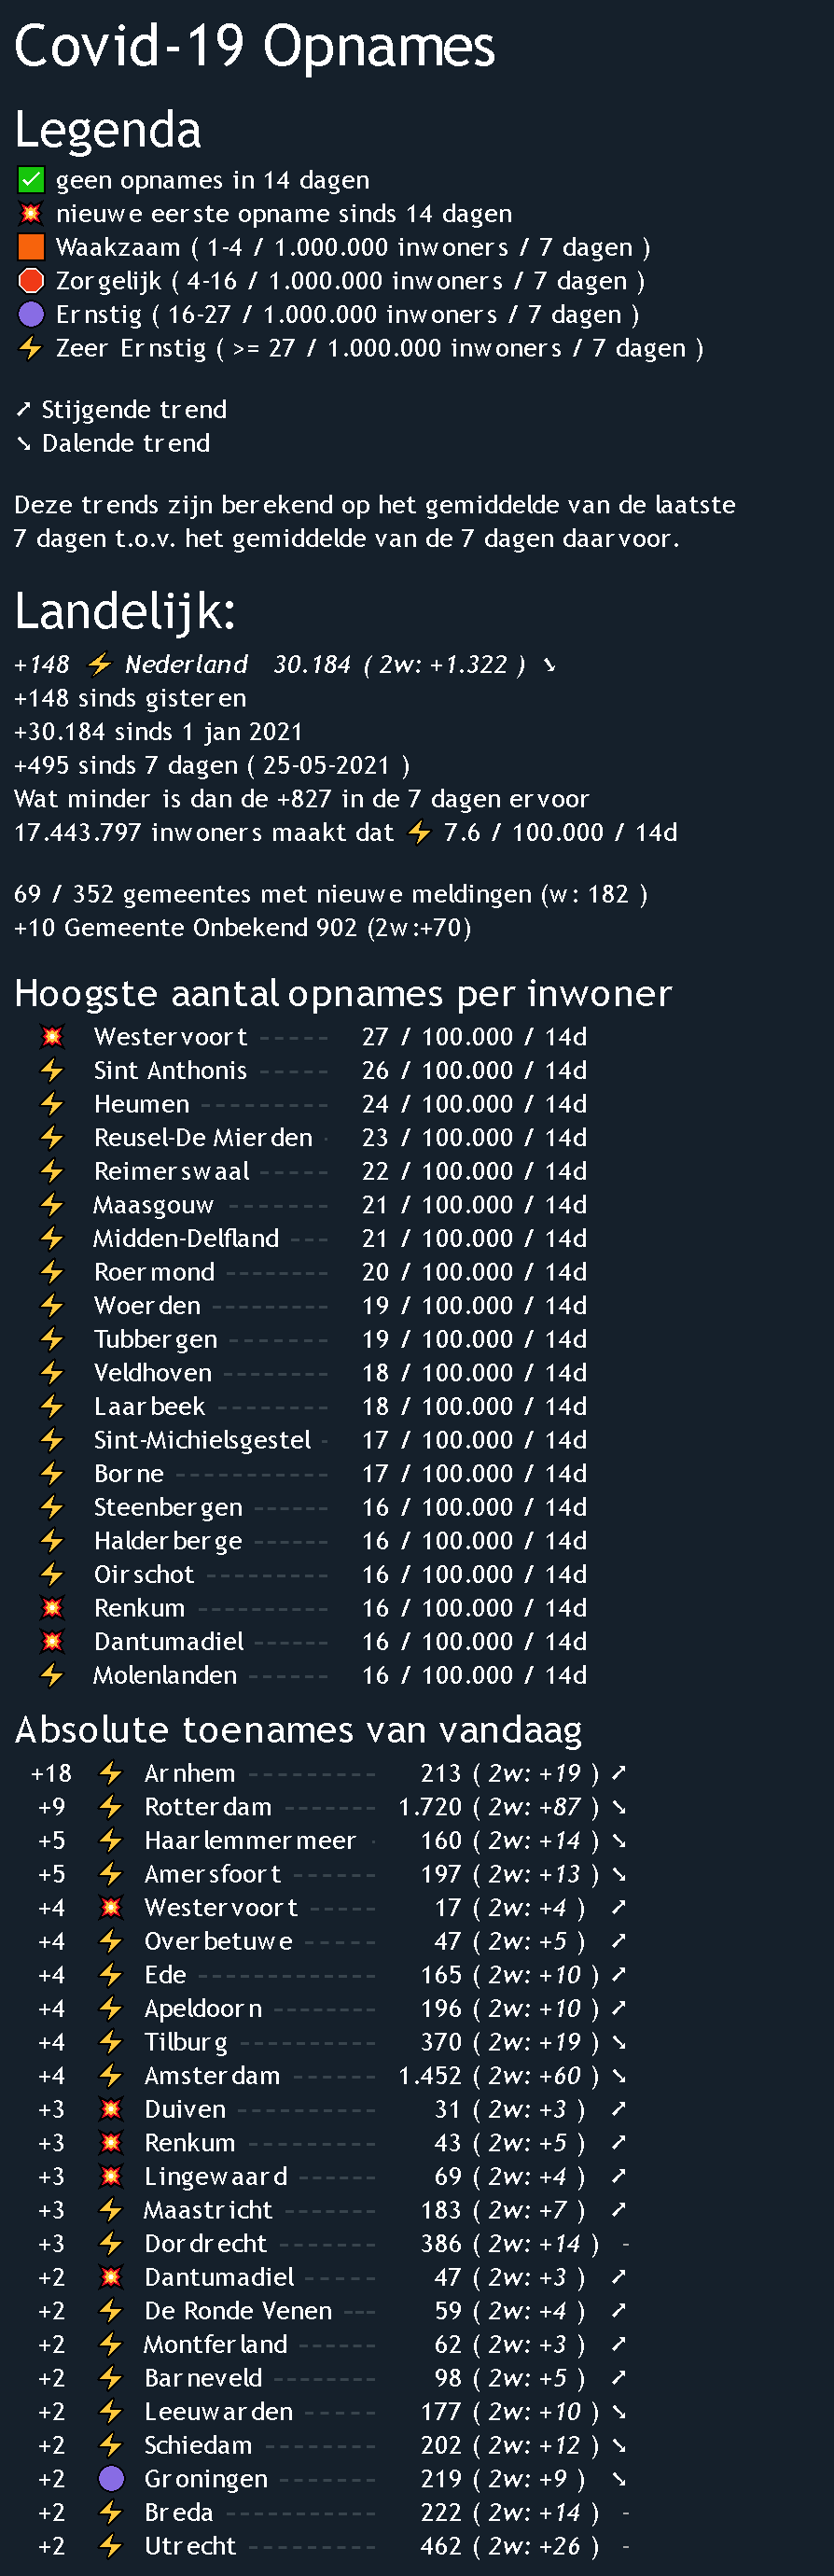 Covid-19 Opnames
Legenda
✅ geen opnames in 14 dagen
💥 nieuwe eerste opname sinds 14 dagen
🟧 Waakzaam ( 1-4 / 1.000.000 inwoners / 7 dagen )
🛑 Zorgelijk ( 4-16 / 1.000.000 inwoners / 7 dagen )
🟣 Ernstig ( 16-27 / 1.000.000 inwoners / 7 dagen )
⚡ Zeer Ernstig ( >= 27 / 1.000.000 inwoners / 7 dagen )
➚ Stijgende trend
➘ Dalende trend
Deze trends zijn berekend op het gemiddelde van de laatste
7 dagen t.o.v. het gemiddelde van de 7 dagen daarvoor.
Landelijk:
+148 ⚡ Nederland 30.184 ( 2w: +1.322 ) ➘
+148 sinds gisteren
+30.184 sinds 1 jan 2021
+495 sinds 7 dagen ( 25-05-2021 )
Wat minder is dan de +827 in de 7 dagen ervoor
17.443.797 inwoners maakt dat ⚡ 7.6 / 100.000 / 14d
69 / 352 gemeentes met nieuwe meldingen (w: 182 )
+10 Gemeente Onbekend 902 (2w:+70)
Hoogste aantal opnames per inwoner
💥 Westervoort ----- 27 / 100.000 / 14d
⚡ Sint Anthonis ----- 26 / 100.000 / 14d
⚡ Heumen --------- 24 / 100.000 / 14d
⚡ Reusel-De Mierden - 23 / 100.000 / 14d
⚡ Reimerswaal ----- 22 / 100.000 / 14d
⚡ Maasgouw ------- 21 / 100.000 / 14d
⚡ Midden-Delfland --- 21 / 100.000 / 14d
⚡ Roermond ------- 20 / 100.000 / 14d
⚡ Woerden -------- 19 / 100.000 / 14d
⚡ Tubbergen ------- 19 / 100.000 / 14d
⚡ Veldhoven ------- 18 / 100.000 / 14d
⚡ Laarbeek -------- 18 / 100.000 / 14d
⚡ Sint-Michielsgestel - 17 / 100.000 / 14d
⚡ Borne ----------- 17 / 100.000 / 14d
⚡ Steenbergen ------ 16 / 100.000 / 14d
⚡ Halderberge ------ 16 / 100.000 / 14d
⚡ Oirschot --------- 16 / 100.000 / 14d
💥 Renkum --------- 16 / 100.000 / 14d
💥 Dantumadiel ------ 16 / 100.000 / 14d
⚡ Molenlanden ------ 16 / 100.000 / 14d
Absolute toenames van vandaag
+18 ⚡ Arnhem --------- 213 ( 2w: +19 ) ➚
+9 ⚡ Rotterdam ------- 1.720 ( 2w: +87 ) ➘
+5 ⚡ Haarlemmermeer - 160 ( 2w: +14 ) ➘
+5 ⚡ Amersfoort ------ 197 ( 2w: +13 ) ➘
+4 💥 Westervoort ----- 17 ( 2w: +4 ) ➚
+4 ⚡ Overbetuwe ----- 47 ( 2w: +5 ) ➚
+4 ⚡ Ede ------------- 165 ( 2w: +10 ) ➚
+4 ⚡ Apeldoorn ------- 196 ( 2w: +10 ) ➚
+4 ⚡ Tilburg ---------- 370 ( 2w: +19 ) ➘
+4 ⚡ Amsterdam ------ 1.452 ( 2w: +60 ) ➘
+3 💥 Duiven ---------- 31 ( 2w: +3 ) ➚
+3 💥 Renkum --------- 43 ( 2w: +5 ) ➚
+3 💥 Lingewaard ------ 69 ( 2w: +4 ) ➚
+3 ⚡ Maastricht ------- 183 ( 2w: +7 ) ➚
+3 ⚡ Dordrecht ------- 386 ( 2w: +14 ) -
+2 💥 Dantumadiel ----- 47 ( 2w: +3 ) ➚
+2 ⚡ De Ronde Venen --- 59 ( 2w: +4 ) ➚
+2 ⚡ Montferland ------ 62 ( 2w: +3 ) ➚
+2 ⚡ Barneveld -------- 98 ( 2w: +5 ) ➚
+2 ⚡ Leeuwarden ----- 177 ( 2w: +10 ) ➘
+2 ⚡ Schiedam -------- 202 ( 2w: +12 ) ➘
+2 🟣 Groningen ------- 219 ( 2w: +9 ) ➘
+2 ⚡ Breda ----------- 222 ( 2w: +14 ) -
+2 ⚡ Utrecht ---------- 462 ( 2w: +26 ) -